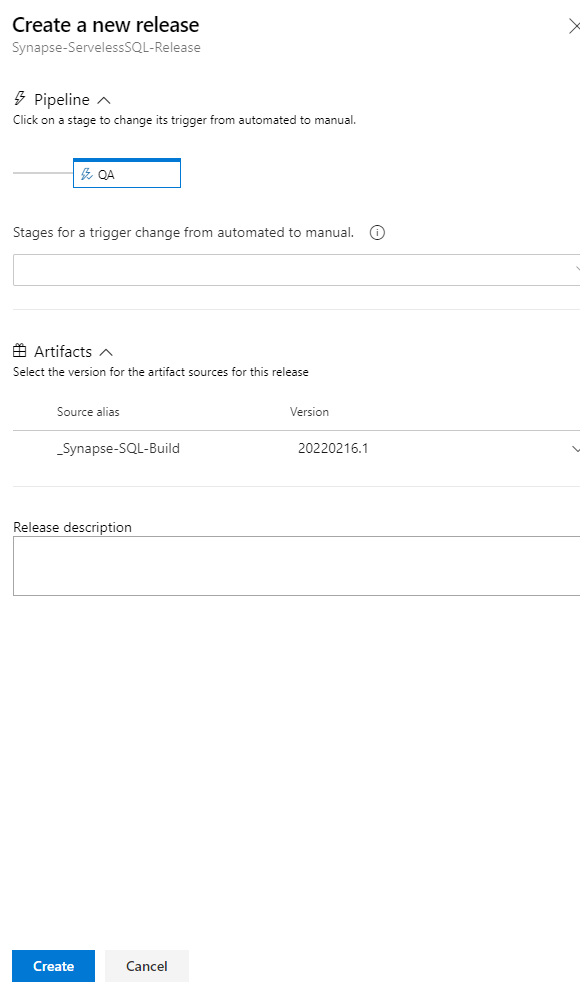 Create a new release
Synapse-ServelessSQL-Release
Pipeline
Click on a stage to change its trigger from automated to manual.
QA
Stages for a trigger change from automated to manual.
Artifacts
Select the version for the artifact sources for this release
Source alias Version
_Synapse-SQL-Build 20220216.1
Release description
Create Cancel